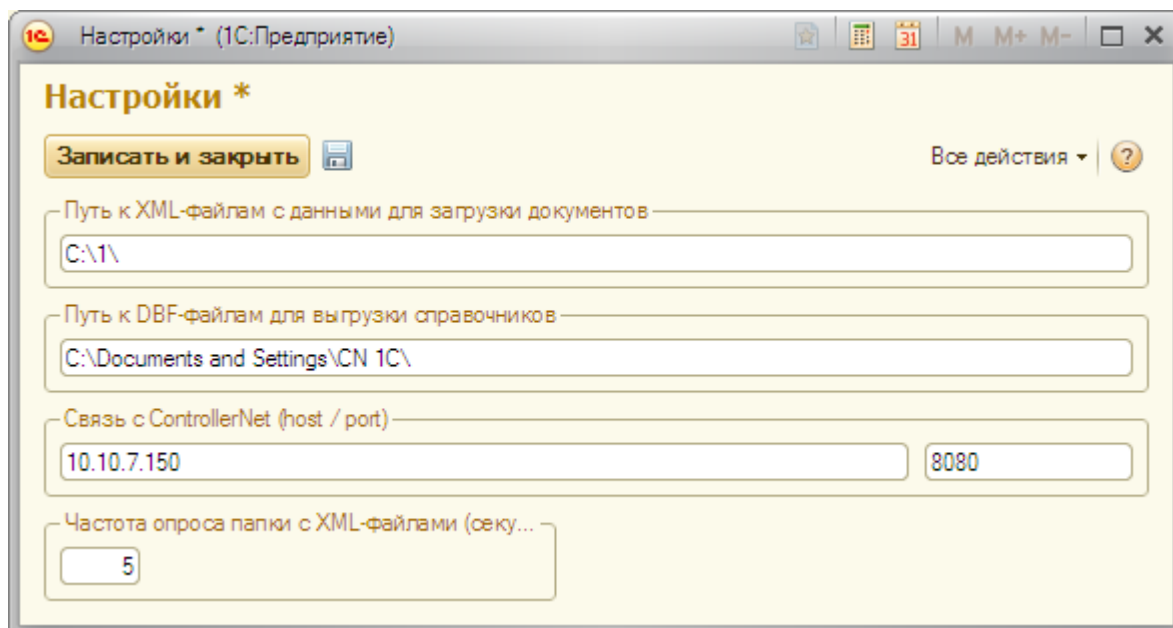 1С Настройки * (1С:Предприятие) 31 M M+ M-
Настройки *
Записать и закрыть Все действия ?
Путь к XML-файлам с данными для загрузки документов
C:\1\
Путь к DBF-файлам для выгрузки справочников
C:\Documents and Settings\CN 1C\
Связь с ControllerNet (host / port)
10.10.7.150 8080
Частота опроса папки с XML-файлами (секу...
5